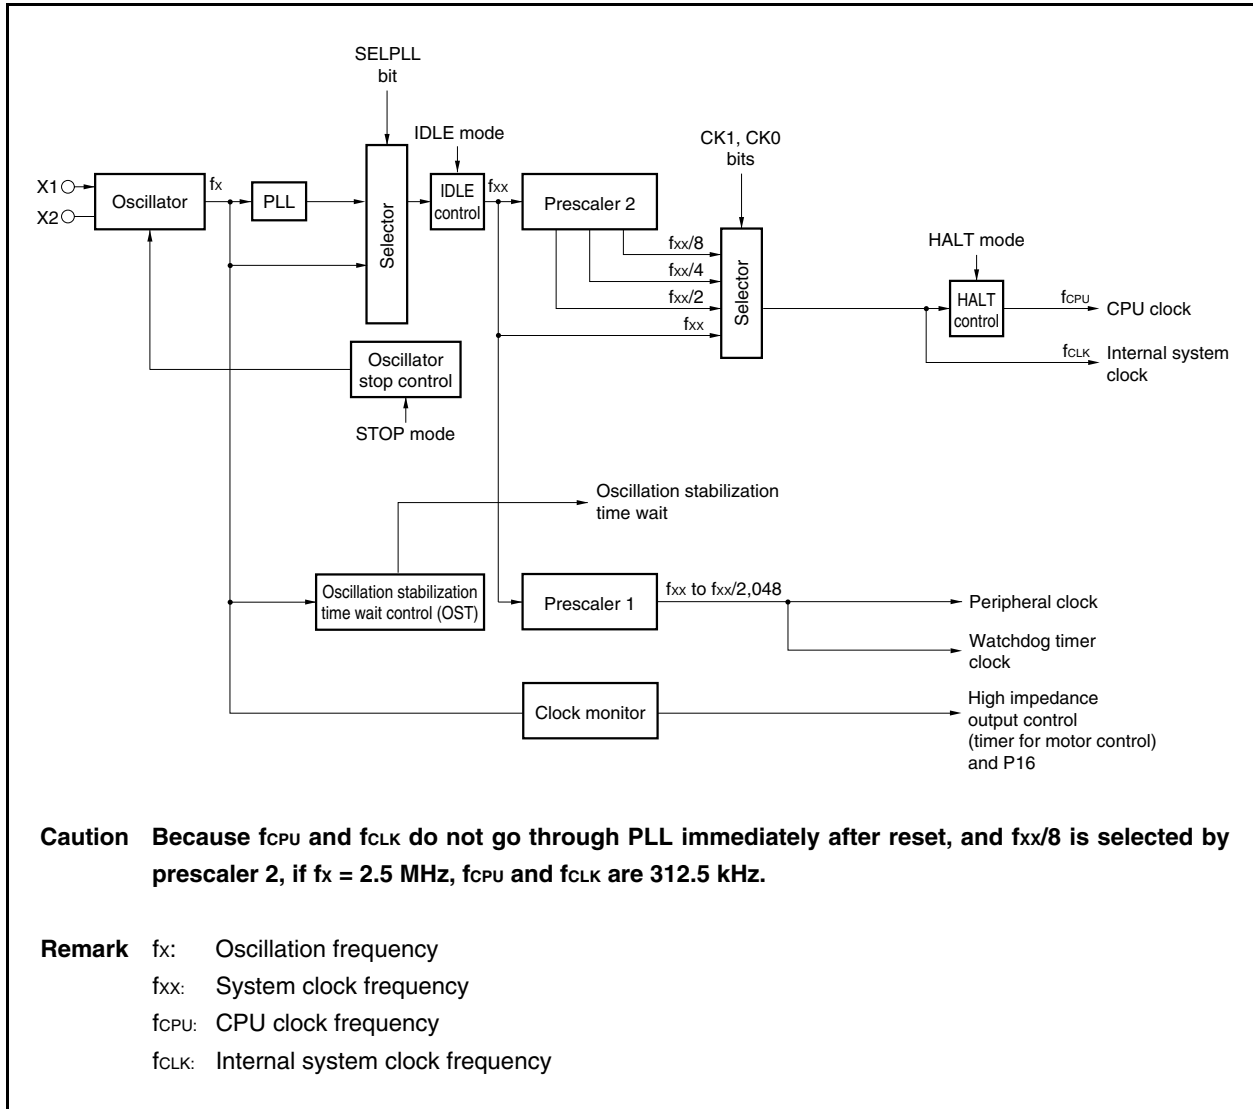 SELPLL
bit
IDLE mode
CK1, CK0
bits
X1
X2
Oscillator
fX
PLL
Selector
IDLE
control
fXX
Prescaler 2
fXX/8
fXX/4
fXX/2
fXX
Selector
HALT mode
HALT
control
fCPU
CPU clock
fCLK
Internal system
clock
Oscillator
stop control
STOP mode
Oscillation stabilization
time wait
Oscillation stabilization
time wait control (OST)
Prescaler 1
fXX to fXX/2,048
Peripheral clock
Watchdog timer
clock
Clock monitor
High impedance
output control
(timer for motor control)
and P16
Caution Because fCPU and fCLK do not go through PLL immediately after reset, and fXX/8 is selected by
prescaler 2, if fX = 2.5 MHz, fCPU and fCLK are 312.5 kHz.
Remark fX: Oscillation frequency
fXX: System clock frequency
fCPU: CPU clock frequency
fCLK: Internal system clock frequency